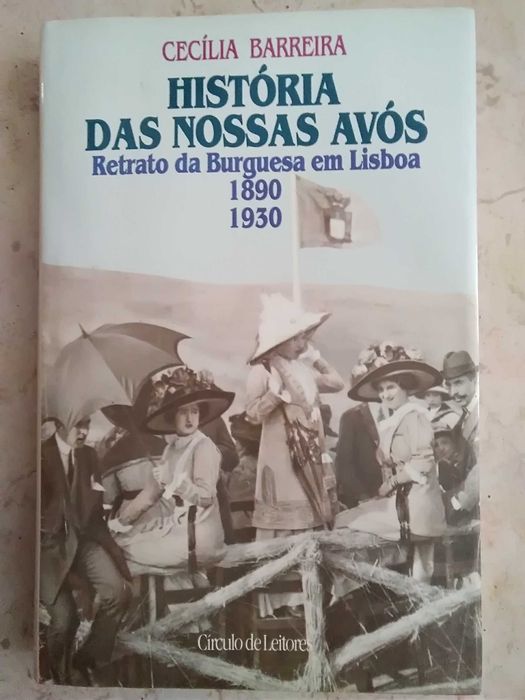 CECÍLIA BARREIRA
HISTÓRIA
DAS NOSSAS AVÓS
Retrato da Burguesa em Lisboa
1890
1930
Círculo de Leitores